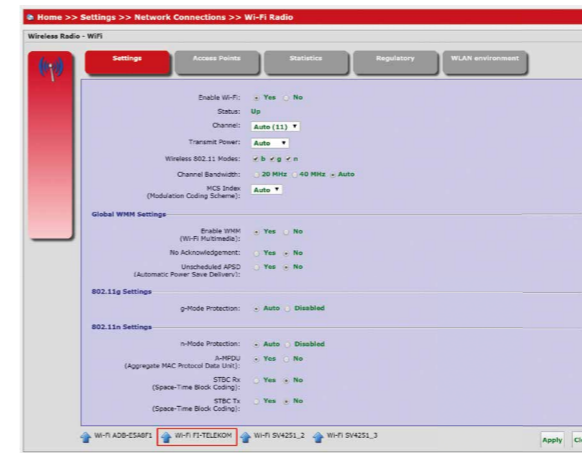 Home >> Settings >> Network Connections >> Wi-Fi Radio
Wireless Radio - WiFi
Settings Access Points Statistics Regulatory WLAN environment
Enable Wi-Fi: Yes No
Status: Up
Channel: Auto (11)
Transmit Power: Auto
Wireless 802.11 Modes: b g n
Channel Bandwidth: 20 MHz 40 MHz Auto
MCS Index Auto
(Modulation Coding Scheme):
Global WMM Settings
Enable WMM Yes No
(Wi-Fi Multimedia):
No Acknowledgement: Yes No
Unscheduled APSD Yes No
(Automatic Power Save Delivery):
802.11g Settings
g-Mode Protection: Auto Disabled
802.11n Settings
n-Mode Protection: Auto Disabled
A-MPDU Yes No
(Aggregate MAC Protocol Data Unit):
STBC Rx Yes No
(Space-Time Block Coding):
STBC Tx Yes No
(Space-Time Block Coding):
Wi-Fi FI-TELEKOM Wi-Fi SV4251_2 Wi-Fi SV4251_3
Apply